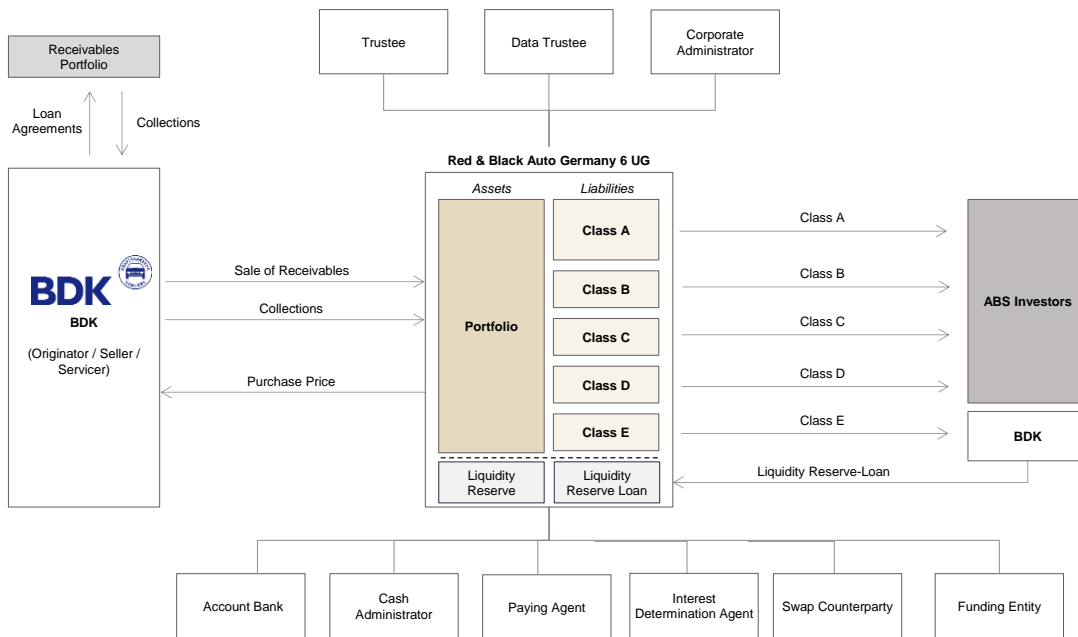 Trustee
Data Trustee
Corporate
Administrator
Receivables
Portfolio
Loan
Agreements
Collections
Red & Black Auto Germany 6 UG
Assets
Liabilities
Class A
Class B
Class C
Class D
Class E
Portfolio
Liquidity
Reserve
Liquidity
Reserve Loan
BDK
BDK
(Originator / Seller /
Servicer)
Sale of Receivables
Collections
Purchase Price
Class A
Class B
Class C
Class D
Class E
Liquidity Reserve-Loan
ABS Investors
BDK
Account Bank
Cash
Administrator
Paying Agent
Interest
Determination Agent
Swap Counterparty
Funding Entity